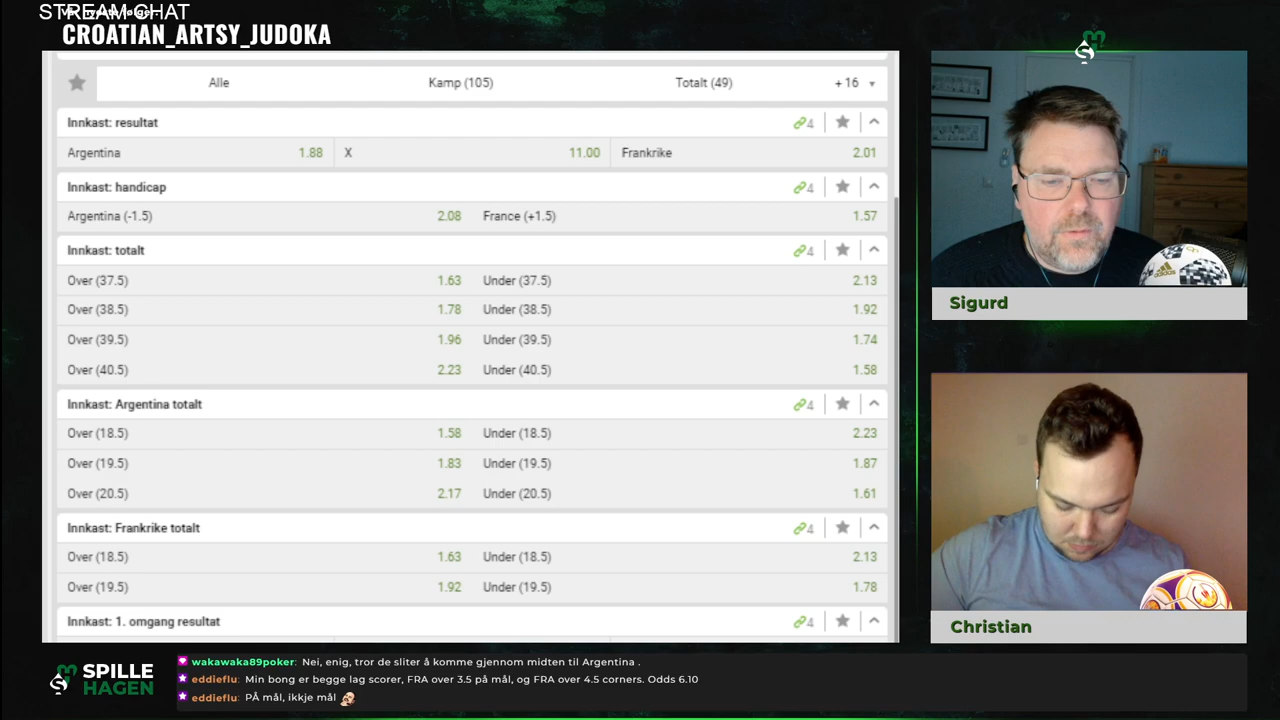 STREAM CHAT
CROATIAN_ARTSY_JUDOKA
Alle Kamp (105) Totalt (49) + 16
Innkast: resultat 4
Argentina 1.88 X 11.00 Frankrike 2.01
Innkast: handicap 4
Argentina (-1.5) 2.08 France (+1.5) 1.57
Innkast: totalt 4
Over (37.5) 1.63 Under (37.5) 2.13
Over (38.5) 1.78 Under (38.5) 1.92
Over (39.5) 1.96 Under (39.5) 1.74
Over (40.5) 2.23 Under (40.5) 1.58
Innkast: Argentina totalt 4
Over (18.5) 1.58 Under (18.5) 2.23
Over (19.5) 1.83 Under (19.5) 1.87
Over (20.5) 2.17 Under (20.5) 1.61
Innkast: Frankrike totalt 4
Over (18.5) 1.63 Under (18.5) 2.13
Over (19.5) 1.92 Under (19.5) 1.78
Innkast: 1. omgang resultat 4
Sigurd
adidas
Christian
SPILLE
HAGEN
wakawaka89poker: Nei, enig, tror de sliter å komme gjennom midten til Argentina .
eddieflu: Min bong er begge lag scorer, FRA over 3.5 på mål, og FRA over 4.5 corners. Odds 6.10
eddieflu: PÅ mål, ikkje mål